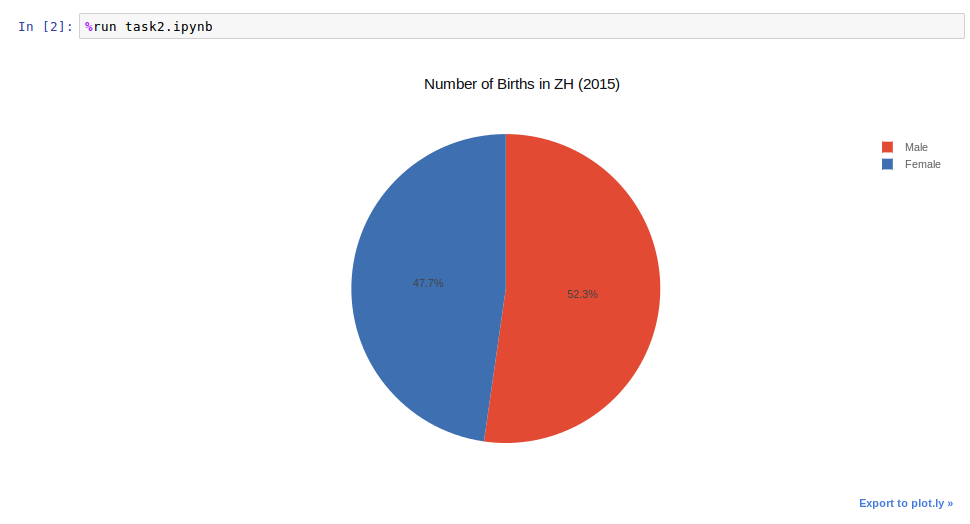 In [2]: %run task2.ipynb
Number of Births in ZH (2015)
Male
Female
47.7%
52.3%
Export to plot.ly »